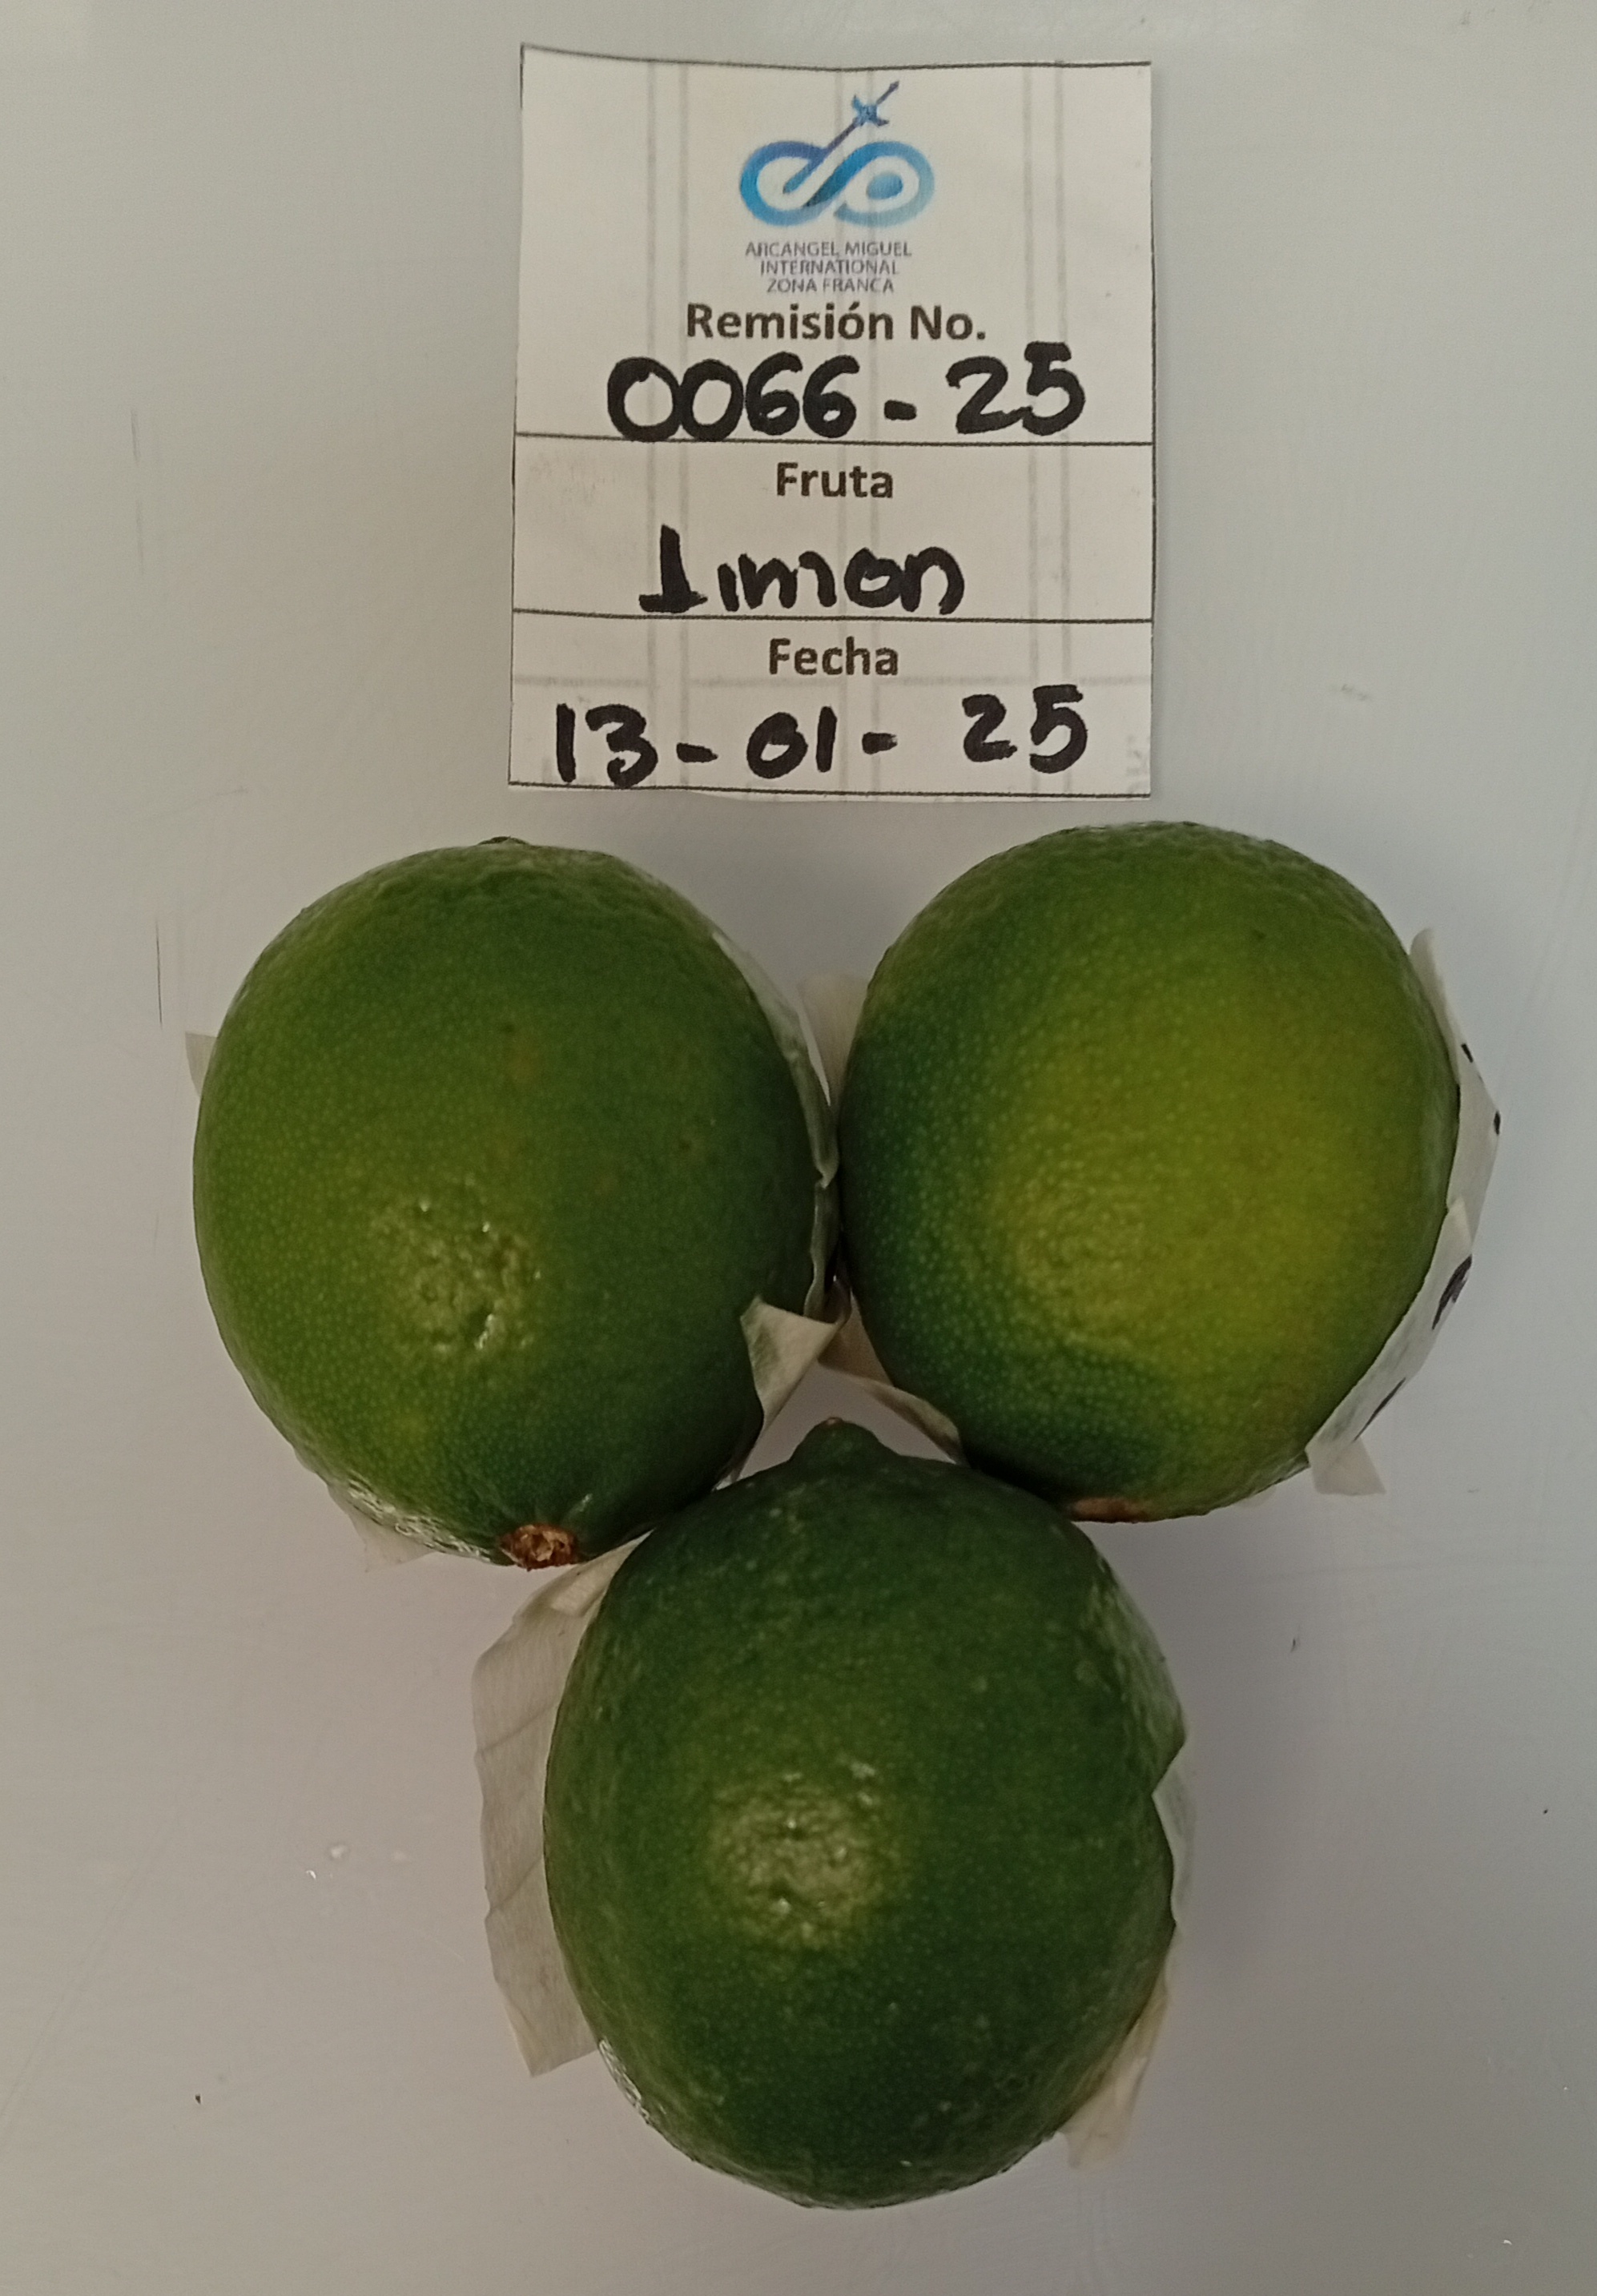 ARCANGEL MIGUEL
INTERNATIONAL
ZONA FRANCA
Remisión No.
0066-25
Fruta
Limon
Fecha
13-01-25